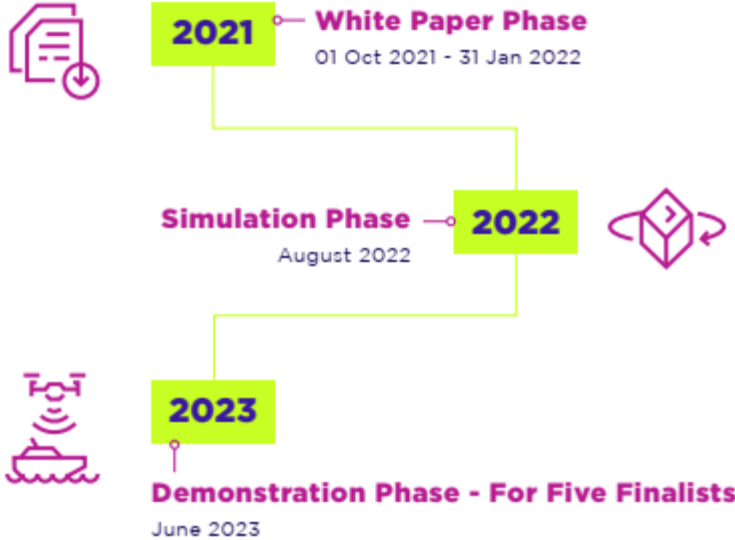 2021
White Paper Phase
01 Oct 2021 - 31 Jan 2022
Simulation Phase
2022
August 2022
2023
Demonstration Phase - For Five Finalists
June 2023